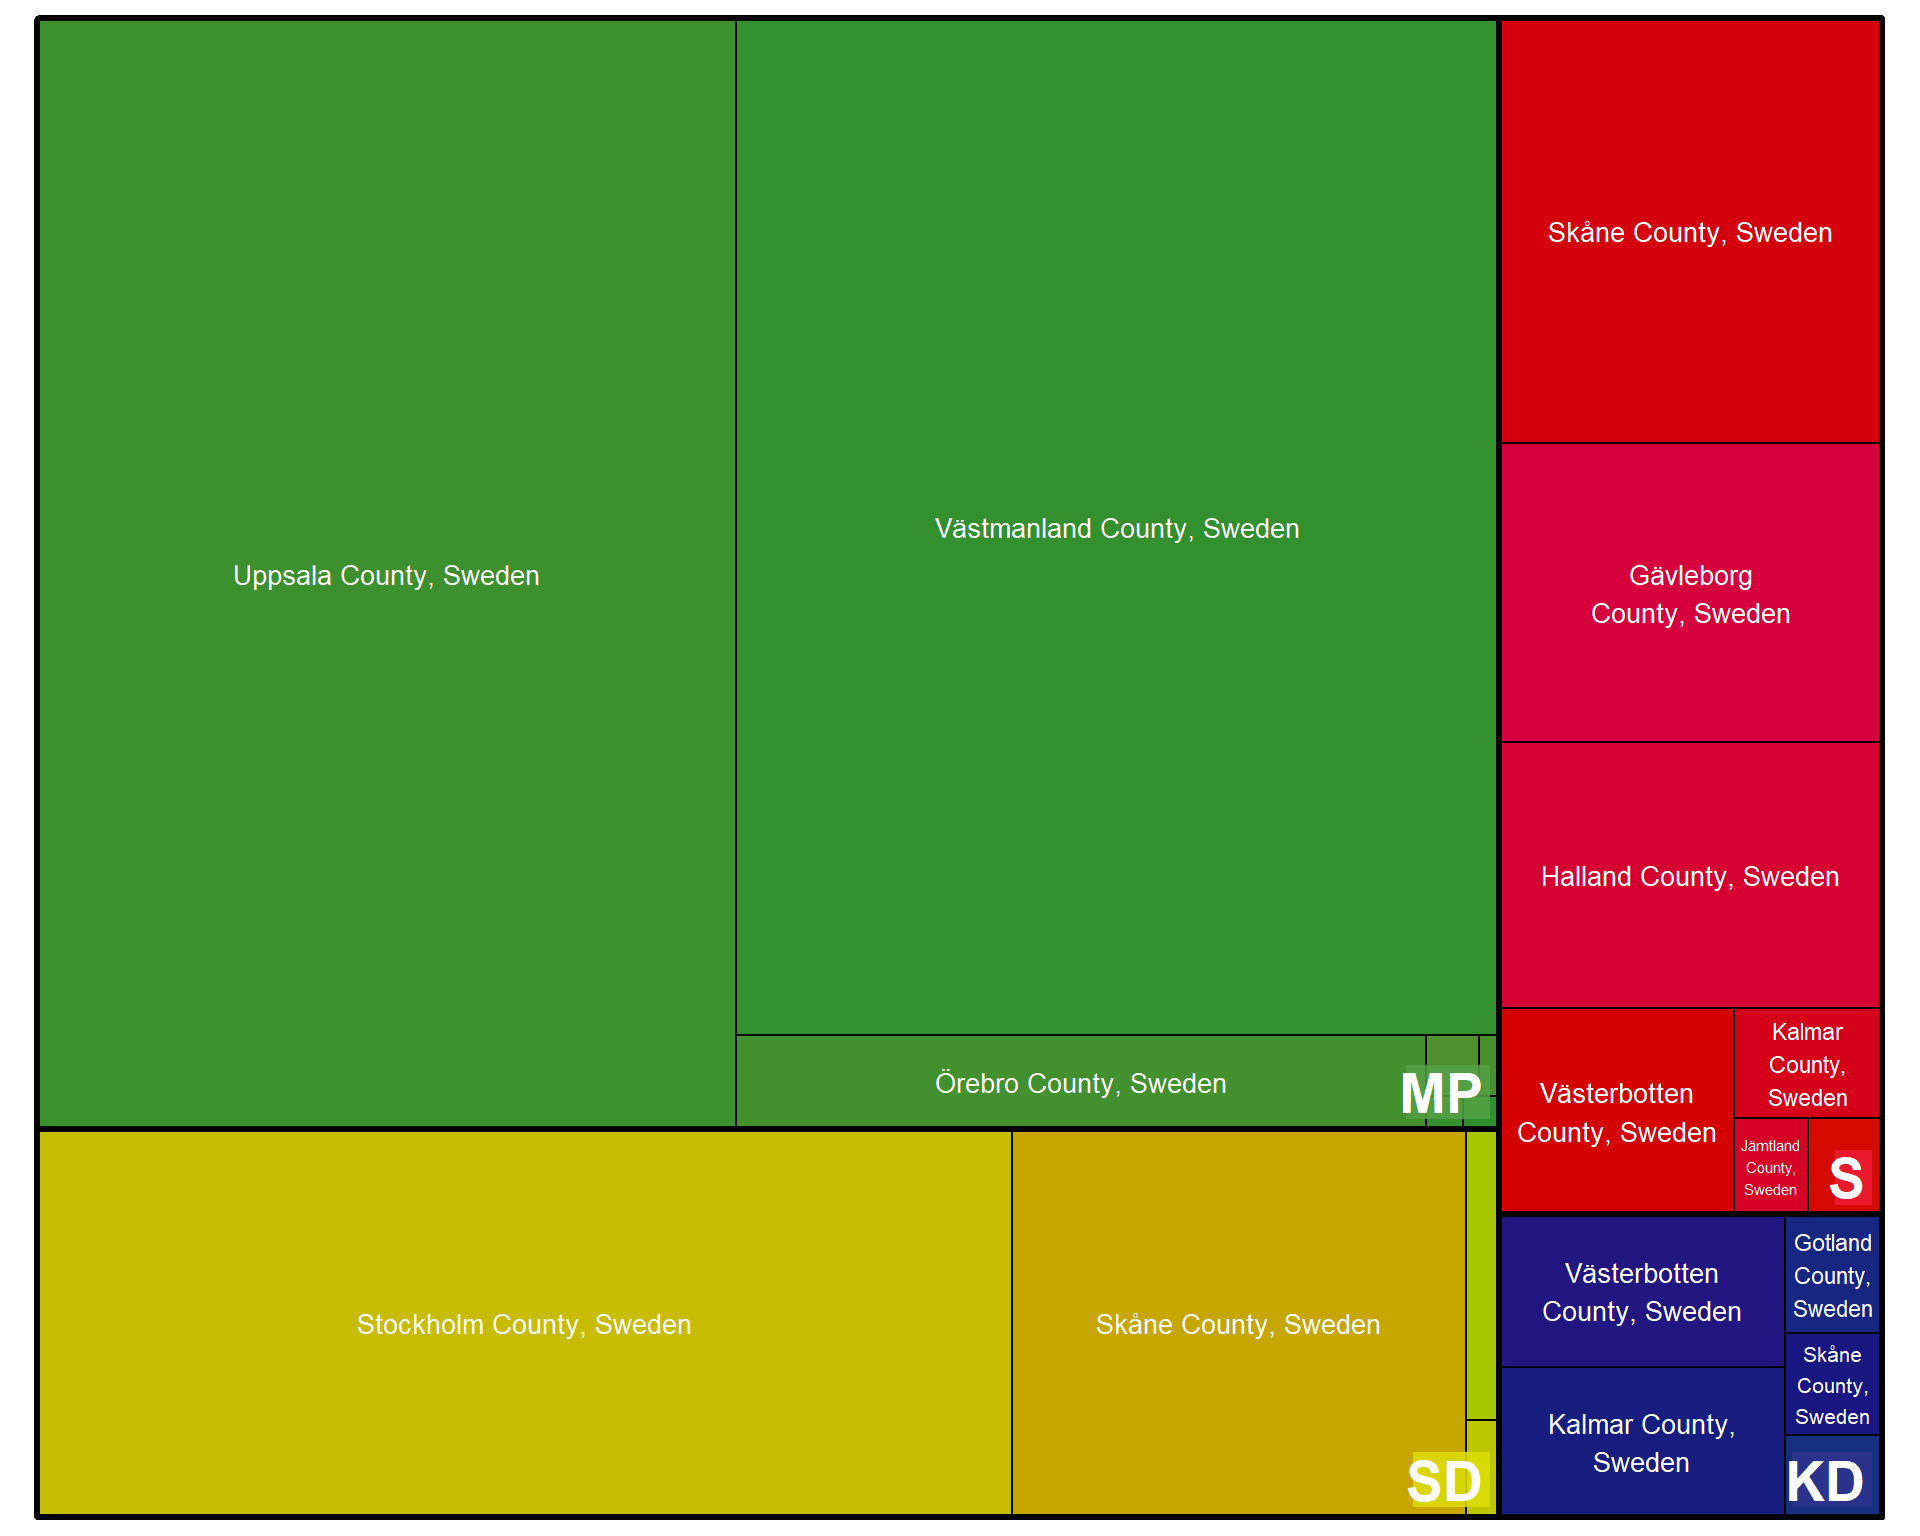 Uppsala County, Sweden
Västmanland County, Sweden
Örebro County, Sweden
MP
Stockholm County, Sweden
Skåne County, Sweden
SD
Skåne County, Sweden
Gävleborg
County, Sweden
Halland County, Sweden
Västerbotten
County, Sweden
Kalmar
County,
Sweden
Jämtland
County,
Sweden
S
Västerbotten
County, Sweden
Kalmar County,
Sweden
Gotland
County,
Sweden
Skåne
County,
Sweden
KD